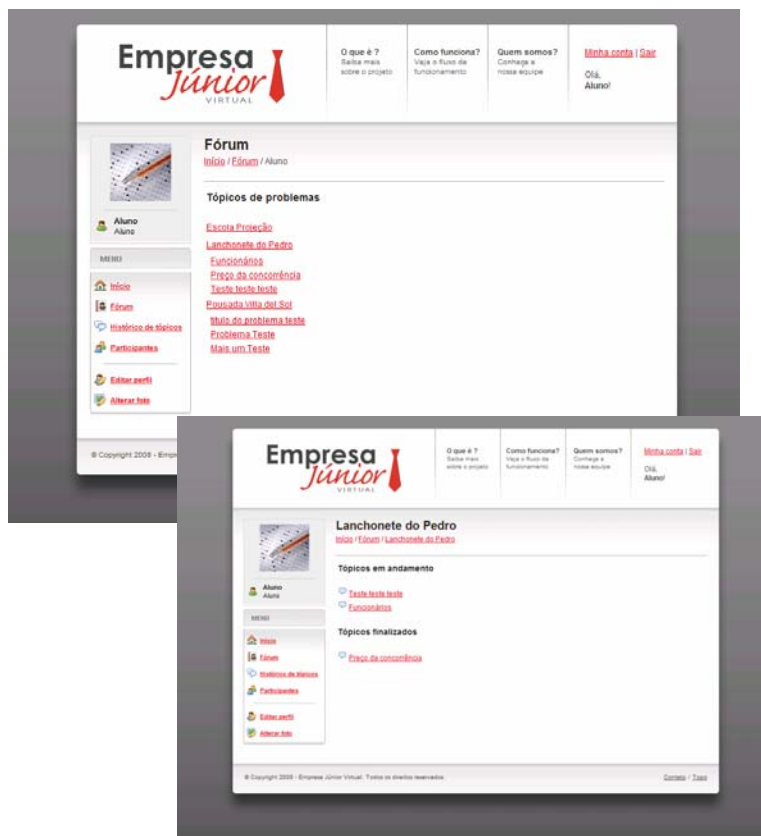 Empresa
Júnior
VIRTUAL
O que é ?
Saiba mais
sobre o projeto
Como funciona?
Veja o fluxo de
funcionamento
Quem somos?
Conheça a
nossa equipe
Minha conta | Sair
Olá,
Aluno!
Aluno
Aluno
MENU
Início
Fórum
Histórico de tópicos
Participantes
Editar perfil
Alterar foto
Fórum
Início / Fórum / Aluno
Tópicos de problemas
Escola Projeção
Lanchonete do Pedro
Funcionários
Preço da concorrência
Teste teste teste
Pousada Villa del Sol
titulo do problema teste
Problema Teste
Mais um Teste
© Copyright 2008 - Empr
Empresa
Júnior
VIRTUAL
O que é ?
Saiba mais
sobre o projeto
Como funciona?
Veja o fluxo de
funcionamento
Quem somos?
Conheça a
nossa equipe
Minha conta | Sair
Olá,
Aluno!
Aluno
Aluno
MENU
Início
Fórum
Histórico de tópicos
Participantes
Editar perfil
Alterar foto
Lanchonete do Pedro
Início / Fórum / Lanchonete do Pedro
Tópicos em andamento
Teste teste teste
Funcionários
Tópicos finalizados
Preço da concorrência
© Copyright 2008 - Empresa Júnior Virtual. Todos os direitos reservados.
Contato / Topo